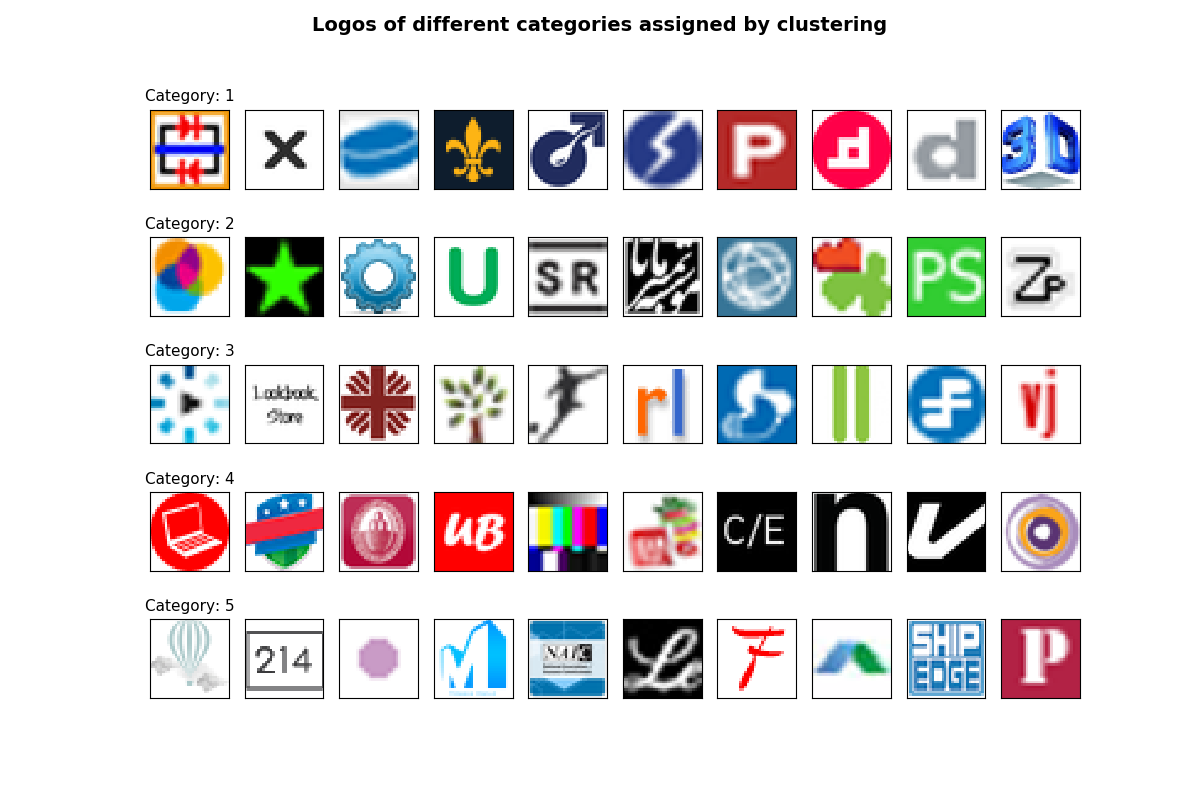 Logos of different categories assigned by clustering
Category: 1
X P d d 3D
Category: 2
U SR PS ZP
Category: 3
Lookbook Store rl F vj
Category: 4
UB C/E n v
Category: 5
214 M Le F SHIP EDGE P